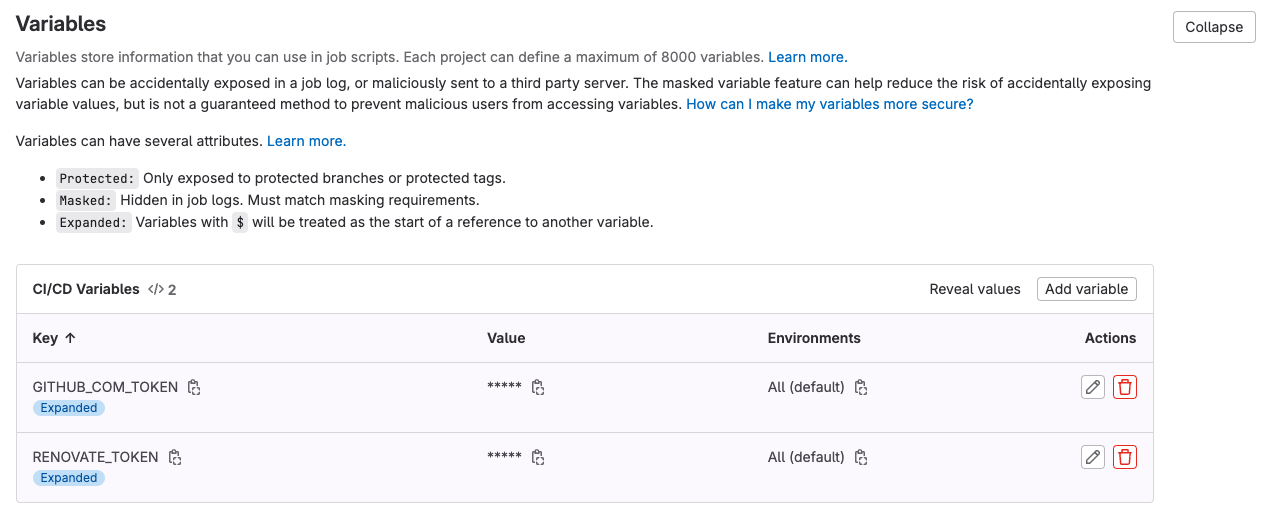 Variables
Collapse
Variables store information that you can use in job scripts. Each project can define a maximum of 8000 variables. Learn more.
Variables can be accidentally exposed in a job log, or maliciously sent to a third party server. The masked variable feature can help reduce the risk of accidentally exposing
variable values, but is not a guaranteed method to prevent malicious users from accessing variables. How can I make my variables more secure?
Variables can have several attributes. Learn more.
• Protected: Only exposed to protected branches or protected tags.
• Masked: Hidden in job logs. Must match masking requirements.
• Expanded: Variables with $ will be treated as the start of a reference to another variable.
CI/CD Variables </> 2 Reveal values Add variable
Key ↑ Value Environments Actions
GITHUB_COM_TOKEN ***** All (default)
Expanded
RENOVATE_TOKEN ***** All (default)
Expanded